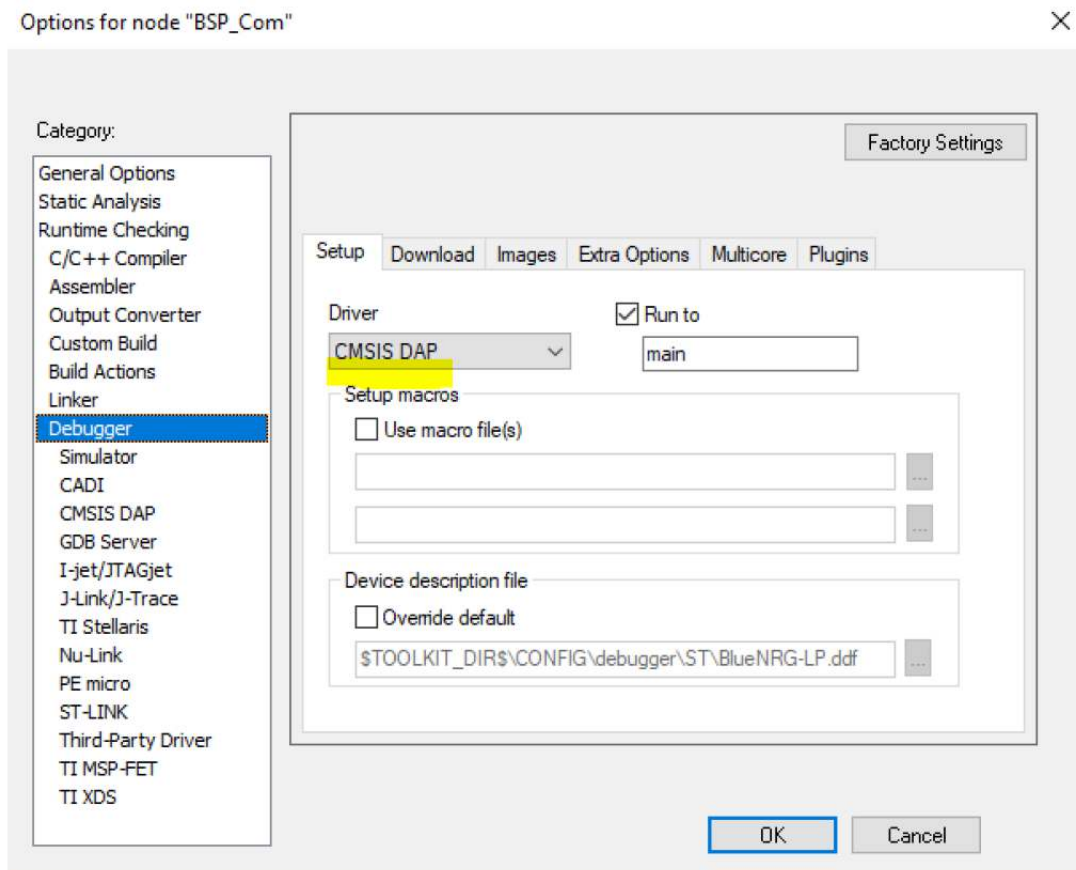 Options for node "BSP_Com"
Category:
Factory Settings
General Options
Static Analysis
Runtime Checking
C/C++ Compiler
Assembler
Output Converter
Custom Build
Build Actions
Linker
Debugger
Simulator
CADI
CMSIS DAP
GDB Server
I-jet/JTAGjet
J-Link/J-Trace
TI Stellaris
Nu-Link
PE micro
ST-LINK
Third-Party Driver
TI MSP-FET
TI XDS
Setup Download Images Extra Options Multicore Plugins
Driver
Run to
CMSIS DAP
main
Setup macros
Use macro file(s)
...
...
Device description file
Override default
$TOOLKIT_DIR$\CONFIG\debugger\ST\BlueNRG-LP.ddf
...
OK Cancel